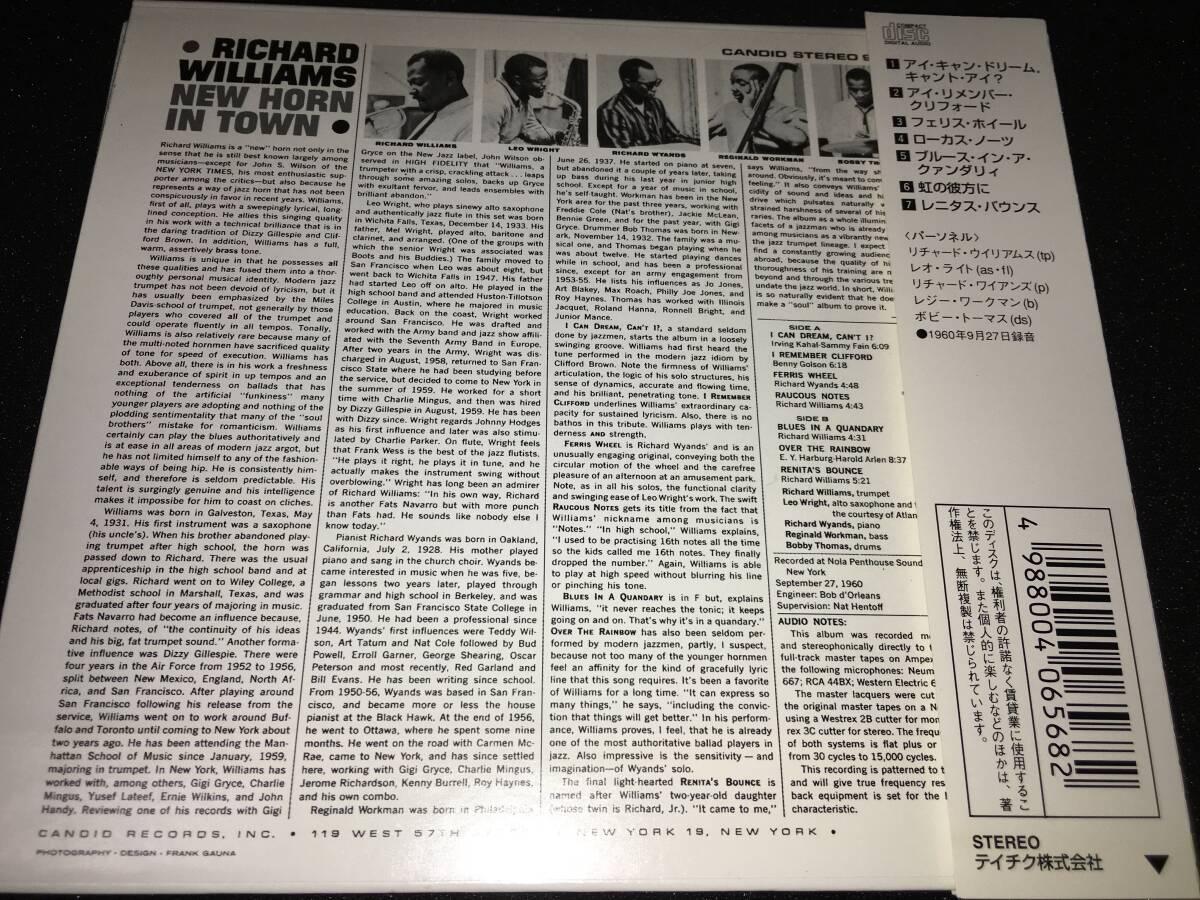 • RICHARD
WILLIAMS
NEW HORN
IN TOWN •
CANDID STEREO 9
RICHARD WILLIAMS
LEO WRIGHT
RICHARD WYANDS
REGINALD WORKMAN
BOBBY TH
Richard Williams is a "new" horn not only in the
sense that he is still best known largely among
musicians—except for John S. Wilson of the
NEW YORK TIMES, his most enthusiastic sup-
porter among the critics—but also because he
represents a way of jazz horn that has not been
conspicuously in favor in recent years. Williams,
first of all, plays with a sweepingly lyrical, long-
lined conception. He allies this singing quality
in his work with a technical brilliance that is in
the daring tradition of Dizzy Gillespie and Clif-
ford Brown. In addition, Williams has a full,
warm, assertively brass tone.
Williams is unique in that he possesses all
these qualities and has fused them into a thor-
oughly personal musical identity. Modern jazz
trumpet has not been devoid of lyricism, but it
has usually been emphasized by the Miles
Davis school of trumpet, not generally by those
players who covered all of the trumpet and
could operate fluently in all tempos. Tonally,
Williams is also relatively rare because many of
the multi-noted hornmen have sacrificed quality
of tone for speed of execution. Williams has
both. Above all, there is in his work a freshness
and exuberance of spirit in up tempos and an
exceptional tenderness on ballads that has
nothing of the artificial "funkiness" many
younger players are adopting and nothing of the
plodding sentimentality that many of the "soul
brothers" mistake for romanticism. Williams
certainly can play the blues authoritatively and
is at ease in all areas of modern jazz argot, but
he has not limited himself to any of the fashion-
able ways of being hip. He is consistently him-
self, and therefore is seldom predictable. His
talent is surgingly genuine and his intelligence
makes it impossibe for him to coast on cliches.
Williams was born in Galveston, Texas, May
4, 1931. His first instrument was a saxophone
(his uncle's). When his brother abandoned play-
ing trumpet after high school, the horn was
passed down to Richard. There was the usual
apprenticeship in the high school band and at
local gigs. Richard went on to Wiley College, a
Methodist school in Marshall, Texas, and was
graduated after four years of majoring in music.
Fats Navarro had become an influence because,
Richard notes, of "the continuity of his ideas
and his big, fat trumpet sound." Another forma-
tive influence was Dizzy Gillespie. There were
four years in the Air Force from 1952 to 1956,
split between New Mexico, England, North Af-
rica, and San Francisco. After playing around
San Francisco following his release from the
service, Williams went on to work around Buf-
falo and Toronto until coming to New York about
two years ago. He has been attending the Man-
hattan School of Music since January, 1959,
majoring in trumpet. In New York, Williams has
worked with, among others, Gigi Gryce, Charlie
Mingus, Yusef Lateef, Ernie Wilkins, and John
Handy. Reviewing one of his records with Gigi
Gryce on the New Jazz label, John Wilson ob-
served in HIGH FIDELITY that "Williams, a
trumpeter with a crisp, crackling attack . . . leaps
through some amazing solos, backs up Gryce
with exultant fervor, and leads ensembles with
brilliant abandon."
Leo Wright, who plays sinewy alto saxophone
and authentically jazz flute in this set was born
in Wichita Falls, Texas, December 14, 1933. His
father, Mel Wright, played alto, baritone and
clarinet, and arranged. (One of the groups with
which the senior Wright was associated was
Boots and his Buddies.) The family moved to
San Francisco when Leo was about eight, but
went back to Wichita Falls in 1947. His father
had started Leo off on alto. He played in the
high school band and attended Huston-Tillotson
College in Austin, where he majored in music
education. Back on the coast, Wright worked
around San Francisco. He was drafted and
worked with the Army band and jazz show affili-
ated with the Seventh Army Band in Europe.
After two years in the Army, Wright was dis-
charged in August, 1958, returned to San Fran-
cisco State where he had been studying before
the service, but decided to come to New York in
the summer of 1959. He worked for a short
time with Charlie Mingus, and then was hired
by Dizzy Gillespie in August, 1959. He has been
with Dizzy since. Wright regards Johnny Hodges
as his first influence and later was also stimu-
lated by Charlie Parker. On flute, Wright feels
that Frank Wess is the best of the jazz flutists.
"He plays it right, he plays it in tune, and he
actually makes the instrument swing without
overblowing." Wright has long been an admirer
of Richard Williams: "In his own way, Richard
is another Fats Navarro but with more punch
than Fats had. He sounds like nobody else I
know today."
Pianist Richard Wyands was born in Oakland,
California, July 2, 1928. His mother played
piano and sang in the church choir. Wyands be-
came interested in music when he was five, be-
gan lessons two years later, played through
grammar and high school in Berkeley, and was
graduated from San Francisco State College in
June, 1950. He had been a professional since
1944. Wyands' first influences were Teddy Wil-
son, Art Tatum and Nat Cole followed by Bud
Powell, Erroll Garner, George Shearing, Oscar
Peterson and most recently, Red Garland and
Bill Evans. He has been writing since school.
From 1950-56, Wyands was based in San Fran-
cisco, and became more or less the house
pianist at the Black Hawk. At the end of 1956,
he went to Ottawa, where he spent some nine
months. He went on the road with Carmen Mc-
Rae, came to New York, and has since settled
here, working with Gigi Gryce, Charlie Mingus,
Jerome Richardson, Kenny Burrell, Roy Haynes,
and his own combo.
Reginald Workman was born in Philadelphia
June 26, 1937. He started on piano at seven,
but abandoned it a couple of years later, taking
up bass during his last year in junior high
school. Except for a year of music in school,
he's self-taught. Workman has been in the New
York area for the past three years, working with
Freddie Cole (Nat's brother), Jackie McLean,
Bennie Green, and for the past year, with Gigi
Gryce. Drummer Bob Thomas was born in New-
ark, November 14, 1932. The family was a mu-
sical one, and Thomas began playing when he
was about twelve. He started playing dances
while in school, and has been a professional
since, except for an army engagement from
1953-55. He lists his influences as Jo Jones,
Art Blakey, Max Roach, Philly Joe Jones, and
Roy Haynes. Thomas has worked with Illinois
Jacquet, Roland Hanna, Ronnell Bright, and
Junior Mance.
I CAN DREAM, CAN'T I?, a standard seldom
done by jazzmen, starts the album in a loosely
swinging groove. Williams had first heard the
tune performed in the modern jazz idiom by
Clifford Brown. Note the firmness of Williams'
articulation, the logic of his solo structures, his
sense of dynamics, accurate and flowing time,
and his brilliant, penetrating tone. I REMEMBER
CLIFFORD underlines Williams' extraordinary ca-
pacity for sustained lyricism. Also, there is no
bathos in this tribute. Williams plays with ten-
derness AND strength.
FERRIS WHEEL is Richard Wyands' and is an
unusually engaging original, conveying both the
circular motion of the wheel and the carefree
pleasure of an afternoon at an amusement park.
Note, as in all his solos, the functional clarity
and swinging ease of Leo Wright's work. The swift
RAUCOUS NOTES gets its title from the fact that
Williams' nickname among musicians is
"Notes." "In high school," Williams explains,
"I used to be practising 16th notes all the time
so the kids called me 16th notes. They finally
dropped the number." Again, Williams is able
to play at high speed without blurring his line
or pinching his tone.
BLUES IN A QUANDARY is in F but, explains
Williams, "it never reaches the tonic; it keeps
going on and on. That's why it's in a quandary."
OVER THE RAINBOW has also been seldom per-
formed by modern jazzmen, partly, I suspect,
because not too many of the younger hornmen
feel an affinity for the kind of gracefully lyric
line that this song requires. It's been a favorite
of Williams for a long time. "It can express so
many things," he says, "including the convic-
tion that things will get better." In his perform-
ance, Williams proves, I feel, that he is already
one of the most authoritative ballad players in
jazz. Also impressive is the sensitivity — and
imagination—of Wyands' solo.
The final light-hearted RENITA'S BOUNCE is
named after Williams' two-year-old daughter
(whose twin is Richard, Jr.). "It came to me,"
says Williams, "from the way sh
around. Obviously, it's meant to com
feeling." It also conveys Williams'
cidity of sound and ideas and hi
drive which pulsates naturally
strained harshness of several of his
raries. The album as a whole illumin
facets of a jazzman who is already
among musicians as a vibrantly new
the jazz trumpet lineage. I expect
find a constantly growing audienc
abroad, because the quality of hi
thoroughness of his training are n
beyond and through the various tre
undate the jazz world. In short, Willi
is so naturally evident that he doe
make a "soul" album to prove it.
SIDE A
I CAN DREAM, CAN'T I?
Irving Kahal-Sammy Fain 6:09
I REMEMBER CLIFFORD
Benny Golson 6:18
FERRIS WHEEL
Richard Wyands 4:48
RAUCOUS NOTES
Richard Williams 4:43
SIDE B
BLUES IN A QUANDARY
Richard Williams 4:31
OVER THE RAINBOW
E. Y. Harburg-Harold Arlen 8:37
RENITA'S BOUNCE
Richard Williams 5:21
Richard Williams, trumpet
Leo Wright, alto saxophone and f
the courtesy of Atlan
Richard Wyands, piano
Reginald Workman, bass
Bobby Thomas, drums
Recorded at Nola Penthouse Sound
New York
September 27, 1960
Engineer: Bob d'Orleans
Supervision: Nat Hentoff
AUDIO NOTES:
This album was recorded m
and stereophonically directly to t
full-track master tapes on Ampex
the following microphones: Neum
667; RCA 44BX; Western Electric 6
The master lacquers were cut
the original master tapes on a N
using a Westrex 2B cutter for mon
rex 3C cutter for stereo. The frequ
of both systems is flat plus or
from 30 cycles to 15,000 cycles.
This recording is patterned to t
and will give true frequency res
back equipment is set for the
characteristic.
CANDID RECORDS, INC. • 119 WEST 57TH NEW YORK 19, NEW YORK •
PHOTOGRAPHY - DESIGN - FRANK GAUNA
COMPACT
disc
DIGITAL AUDIO
1 アイ・キャン・ドリーム,
キャント・アイ?
2 アイ・リメンバー・
クリフォード
3 フェリス・ホイール
4 ローカス・ノーツ
5 ブルース・イン・ア・
クァンダリィ
6 虹の彼方に
7 レニタス・バウンス
〈パーソネル〉
リチャード・ウイリアムス(tp)
レオ・ライト(as・fl)
リチャード・ワイアンズ(p)
レジー・ワークマン(b)
ボビー・トーマス(ds)
●1960年9月27日録音
このディスクは、権利者の許諾なく賃貸業に使用するこ
とを禁じます。また個人的に楽しむなどのほかは、著
作権法上、無断複製は禁じられています。
4 988004 065682
STEREO
テイチク株式会社